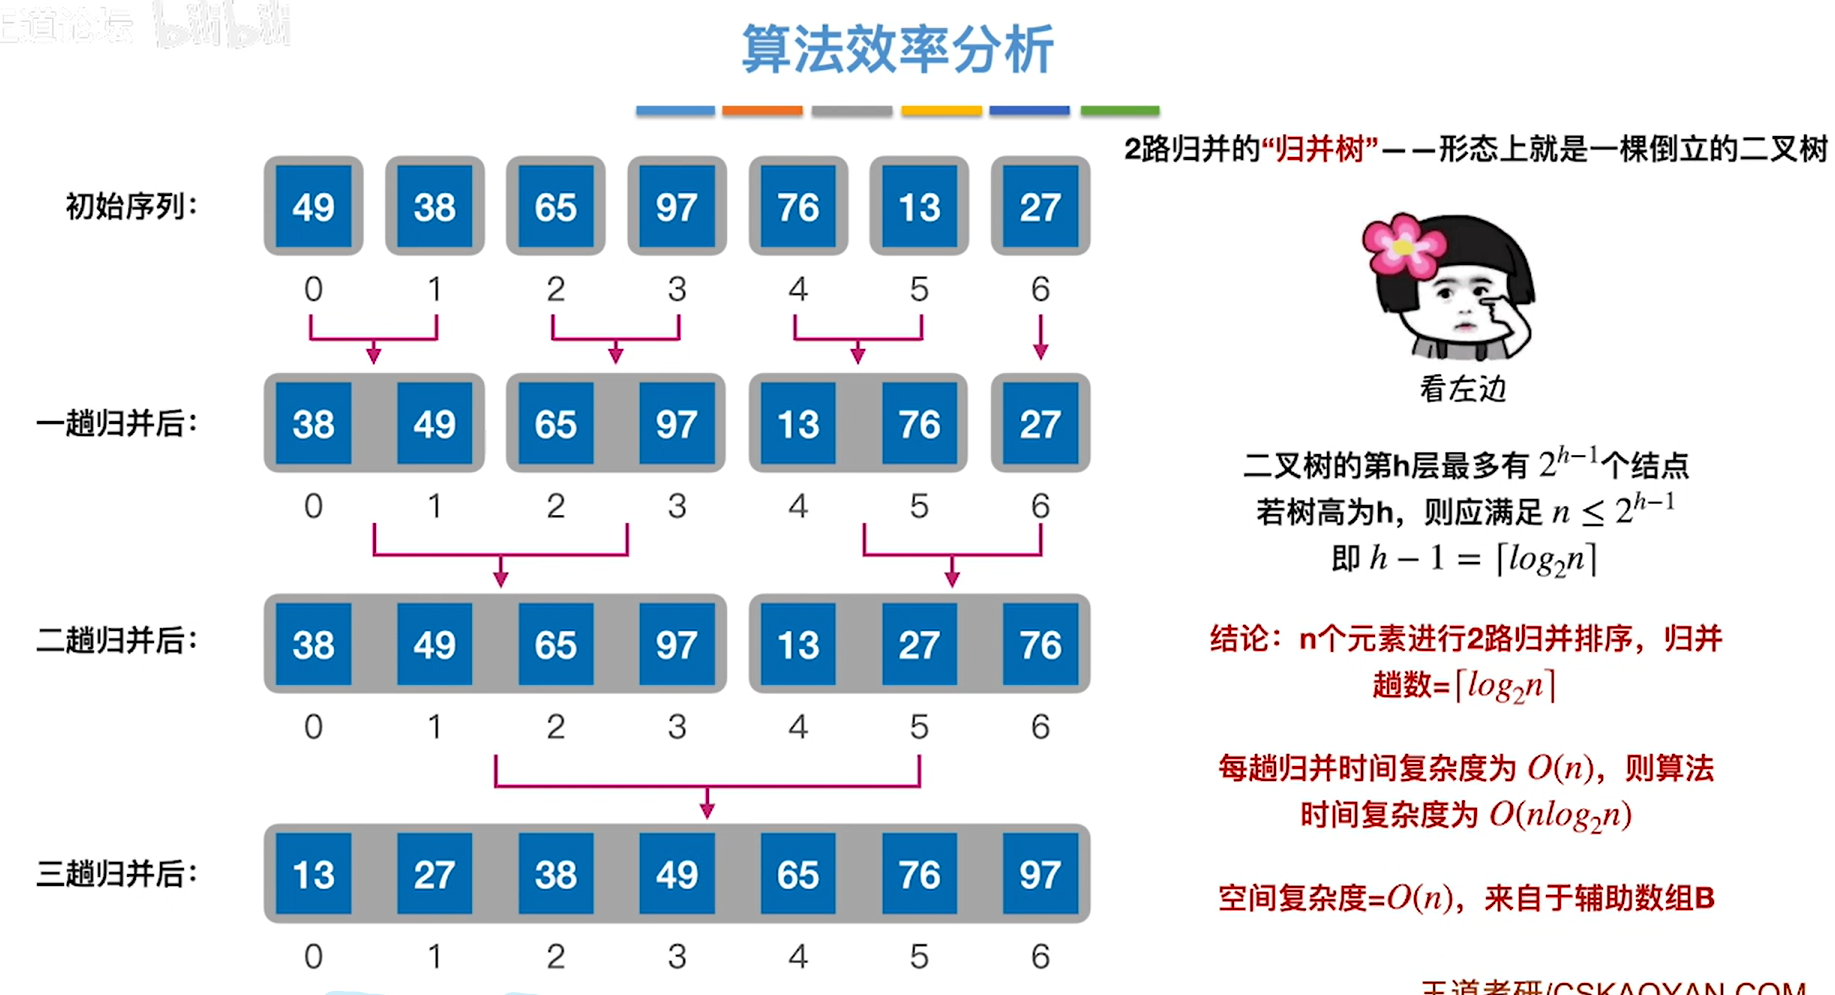 王道论坛 bilibili
算法效率分析
2路归并的“归并树”——形态上就是一棵倒立的二叉树
初始序列： 49 38 65 97 76 13 27
0 1 2 3 4 5 6
看左边
一趟归并后： 38 49 65 97 13 76 27
0 1 2 3 4 5 6
二叉树的第h层最多有 2^{h−1}个结点
若树高为h，则应满足 n ≤ 2^{h−1}
即 h − 1 = ⌈log₂n⌉
二趟归并后： 38 49 65 97 13 27 76
0 1 2 3 4 5 6
结论：n个元素进行2路归并排序，归并
趟数=⌈log₂n⌉
每趟归并时间复杂度为 O(n)，则算法
时间复杂度为 O(nlog₂n)
三趟归并后： 13 27 38 49 65 76 97
0 1 2 3 4 5 6
空间复杂度=O(n)，来自于辅助数组B
王道考研/CSKAOYAN.COM